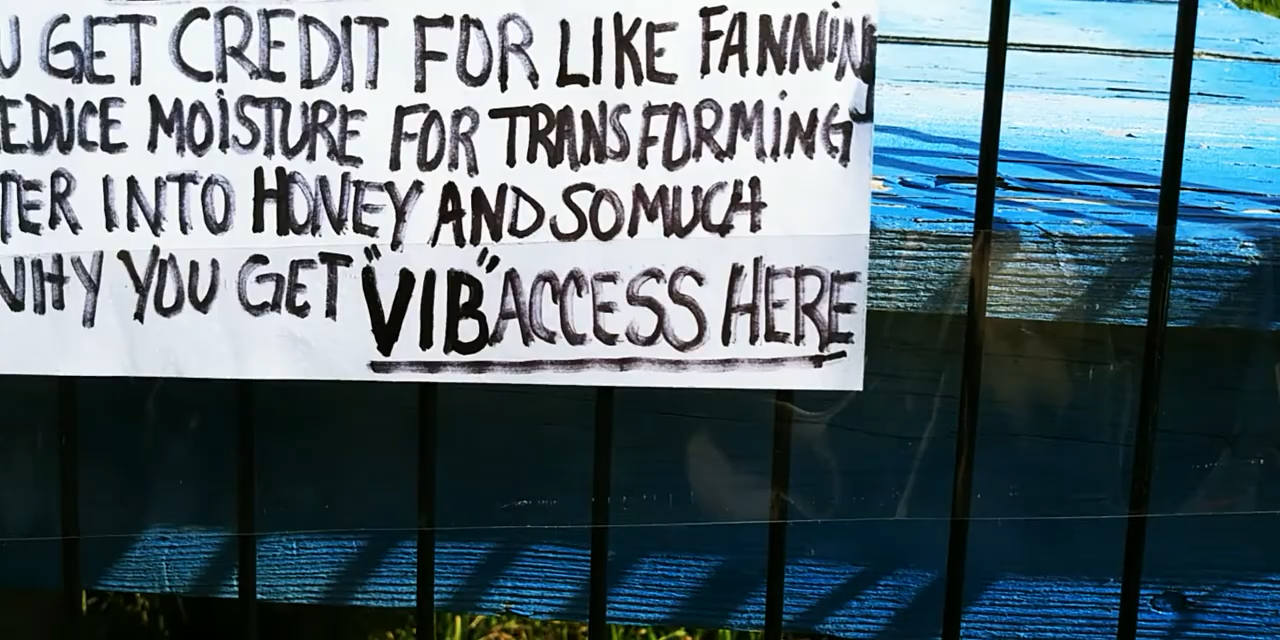 U GET CREDIT FOR LIKE FANNING
EDUCE MOISTURE FOR TRANSFORMING
TER INTO HONEY AND SO MUCH
WHY YOU GET "VIB" ACCESS HERE